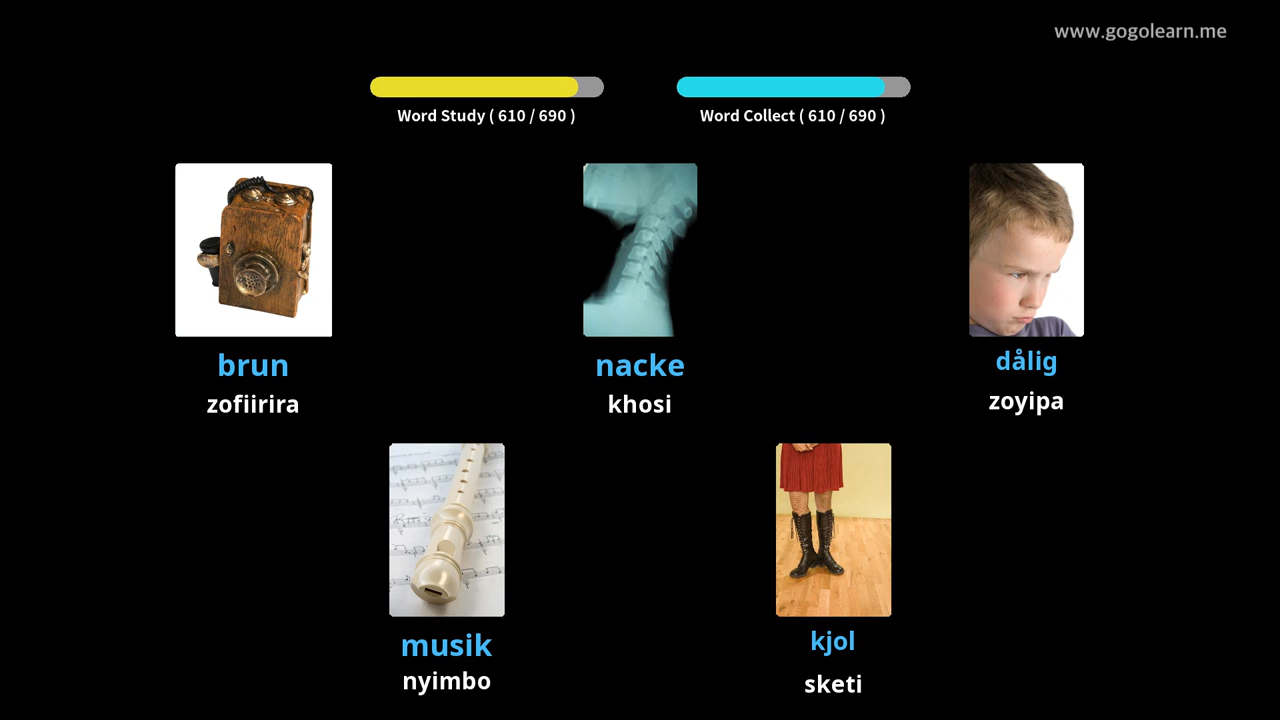 www.gogolearn.me
Word Study ( 610 / 690 )
Word Collect ( 610 / 690 )
brun
zofiirira
nacke
khosi
dålig
zoyipa
musik
nyimbo
kjol
sketi